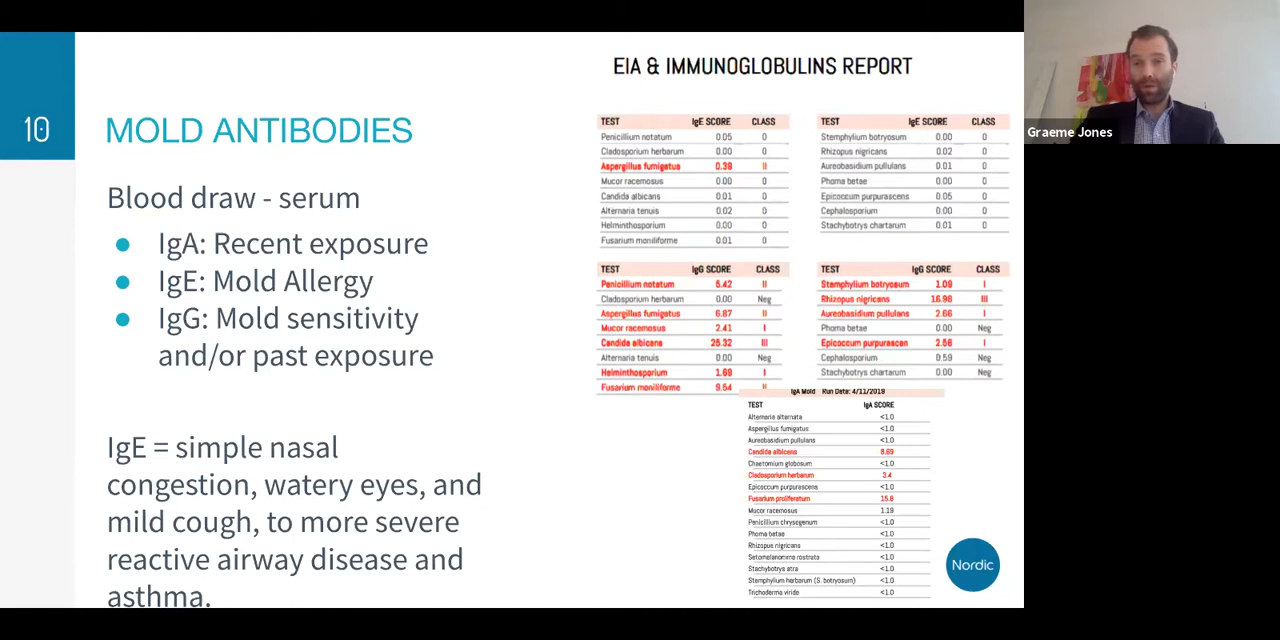 EIA & IMMUNOGLOBULINS REPORT
10
MOLD ANTIBODIES
Blood draw - serum
● IgA: Recent exposure
● IgE: Mold Allergy
● IgG: Mold sensitivity
and/or past exposure
IgE = simple nasal
congestion, watery eyes, and
mild cough, to more severe
reactive airway disease and
asthma.
TEST IgE SCORE CLASS
Penicillium notatum 0.05 0
Cladosporium herbarum 0.00 0
Aspergillus fumigatus 0.39 II
Mucor racemosus 0.00 0
Candida albicans 0.01 0
Alternaria tenuis 0.02 0
Helminthosporium 0.00 0
Fusarium moniliforme 0.01 0
TEST IgE SCORE CLASS
Stemphylium botryosum 0.00 0
Rhizopus nigricans 0.02 0
Aureobasidium pullulans 0.01 0
Phoma betae 0.00 0
Epicoccum purpurascens 0.05 0
Cephalosporium 0.00 0
Stachybotrys chartarum 0.01 0
TEST IgG SCORE CLASS
Penicillium notatum 5.42 II
Cladosporium herbarum 0.00 Neg
Aspergillus fumigatus 6.87 II
Mucor racemosus 2.41 I
Candida albicans 25.32 III
Alternaria tenuis 0.00 Neg
Helminthosporium 1.69 I
Fusarium moniliforme 9.54 II
TEST IgG SCORE CLASS
Stemphylium botryosum 1.09 I
Rhizopus nigricans 16.96 III
Aureobasidium pullulans 2.66 I
Phoma betae 0.00 Neg
Epicoccum purpurascen 2.56 I
Cephalosporium 0.59 Neg
Stachybotrys chartarum 0.00 Neg
IgA Mold Run Date: 4/11/2019
TEST IgA SCORE
Alternaria alternata <1.0
Aspergillus fumigatus <1.0
Aureobasidium pullulans <1.0
Candida albicans 8.69
Chaetomium globosum <1.0
Cladosporium herbarum 3.4
Epicoccum purpurascens <1.0
Fusarium proliferatum 15.8
Mucor racemosus 1.19
Penicillium chrysogenum <1.0
Phoma betae <1.0
Rhizopus nigricans <1.0
Setomelanomma rostrata <1.0
Stachybotrys atra <1.0
Stemphylium herbarum (S. botryosum) <1.0
Trichoderma viride <1.0
Nordic
Graeme Jones